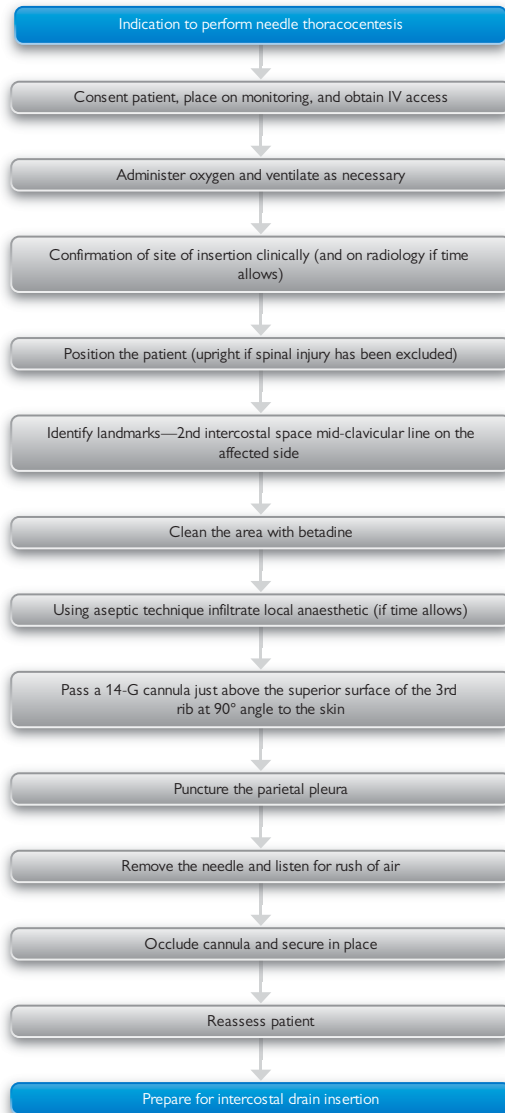 Indication to perform needle thoracocentesis
Consent patient, place on monitoring, and obtain IV access
Administer oxygen and ventilate as necessary
Confirmation of site of insertion clinically (and on radiology if time
allows)
Position the patient (upright if spinal injury has been excluded)
Identify landmarks—2nd intercostal space mid-clavicular line on the
affected side
Clean the area with betadine
Using aseptic technique infiltrate local anaesthetic (if time allows)
Pass a 14-G cannula just above the superior surface of the 3rd
rib at 90° angle to the skin
Puncture the parietal pleura
Remove the needle and listen for rush of air
Occlude cannula and secure in place
Reassess patient
Prepare for intercostal drain insertion